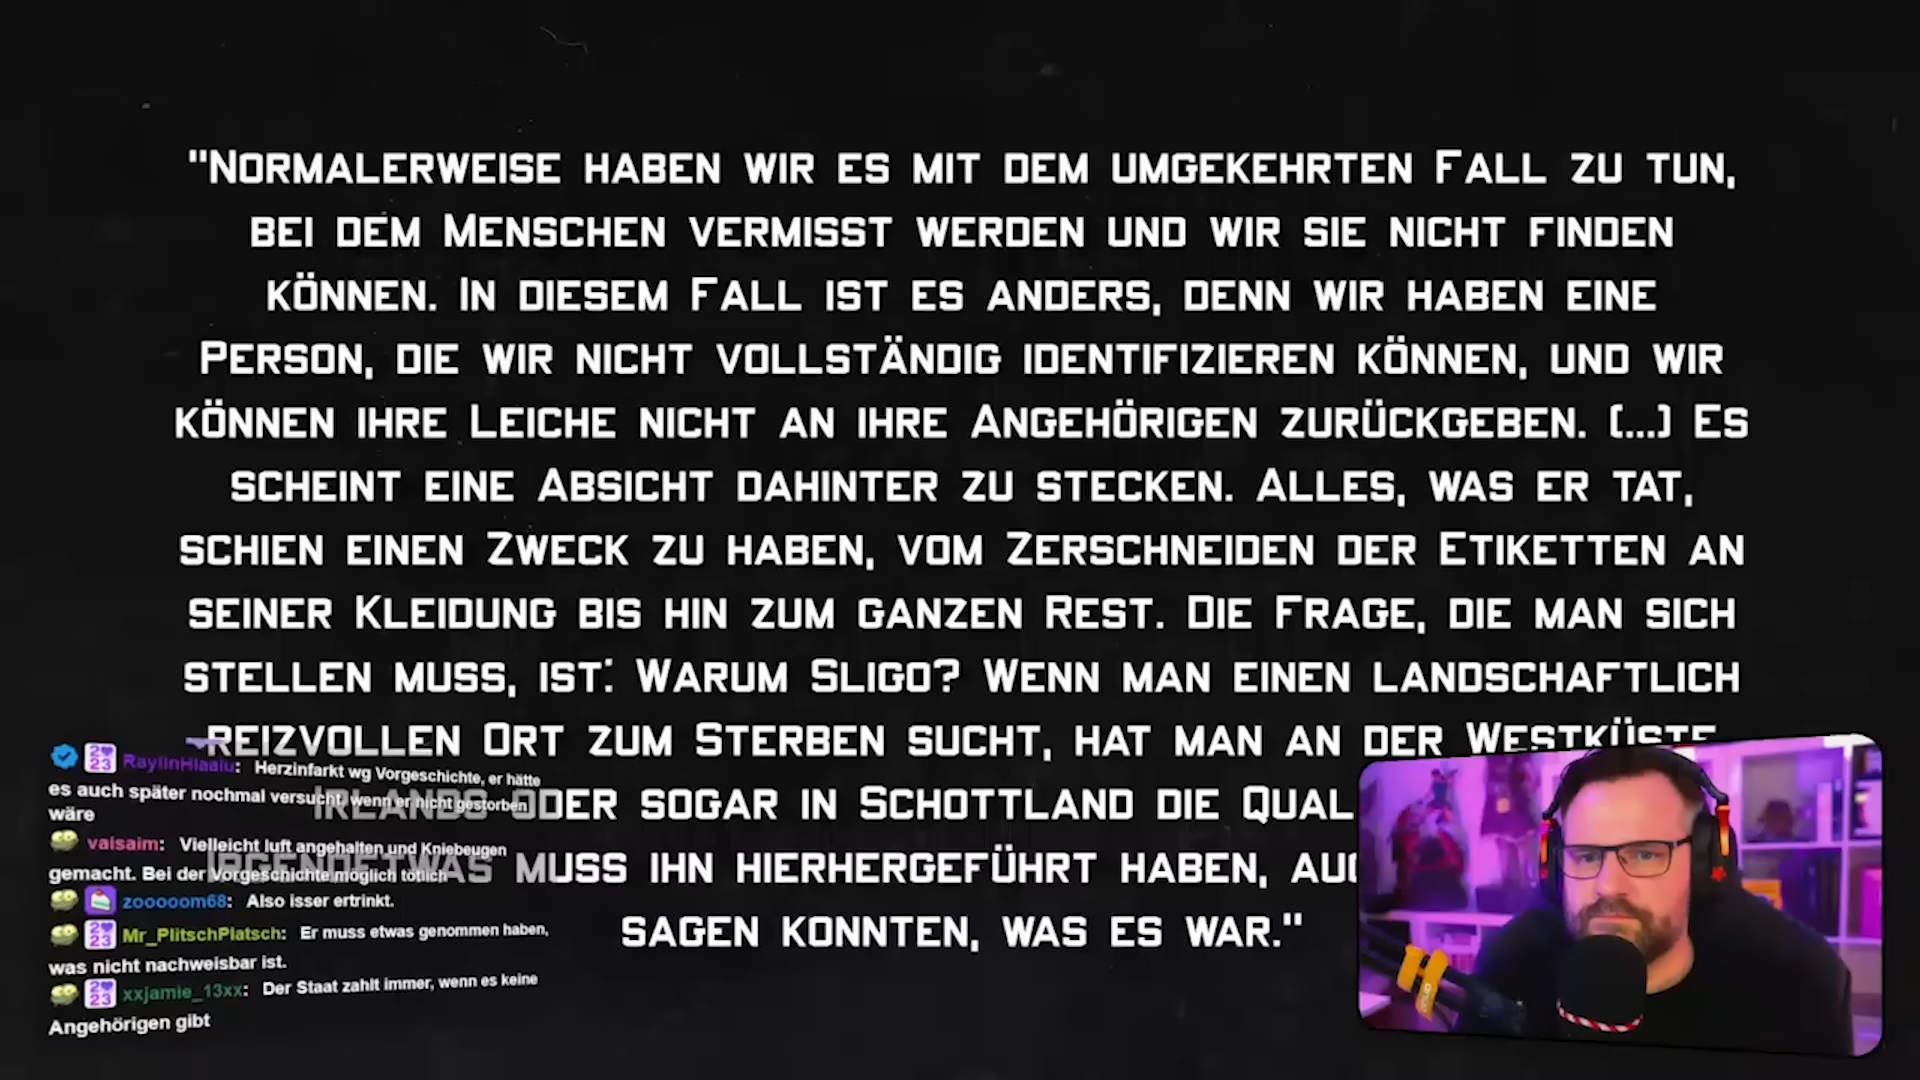 "Normalerweise haben wir es mit dem umgekehrten Fall zu tun,
bei dem Menschen vermisst werden und wir sie nicht finden
können. In diesem Fall ist es anders, denn wir haben eine
Person, die wir nicht vollständig identifizieren können, und wir
können ihre Leiche nicht an ihre Angehörigen zurückgeben. (...) Es
scheint eine Absicht dahinter zu stecken. Alles, was er tat,
schien einen Zweck zu haben, vom Zerschneiden der Etiketten an
seiner Kleidung bis hin zum ganzen Rest. Die Frage, die man sich
stellen muss, ist: Warum Sligo? Wenn man einen landschaftlich
reizvollen Ort zum Sterben sucht, hat man an der Westküste
Irlands oder sogar in Schottland die
Irgendetwas muss ihn hierhergeführt haben,
sagen konnten, was es war."
RaylinHlaalu: Herzinfarkt wg Vorgeschichte, er hätte
es auch später nochmal versucht, wenn er nicht gestorben
wäre
vaisaim: Vielleicht luft angehalten und Kniebeugen
gemacht. Bei der Vorgeschichte möglich tötlich
zooooom68: Also isser ertrinkt.
Mr_PlitschPlatsch: Er muss etwas genommen haben,
was nicht nachweisbar ist.
xxjamie_13xx: Der Staat zahlt immer, wenn es keine
Angehörigen gibt